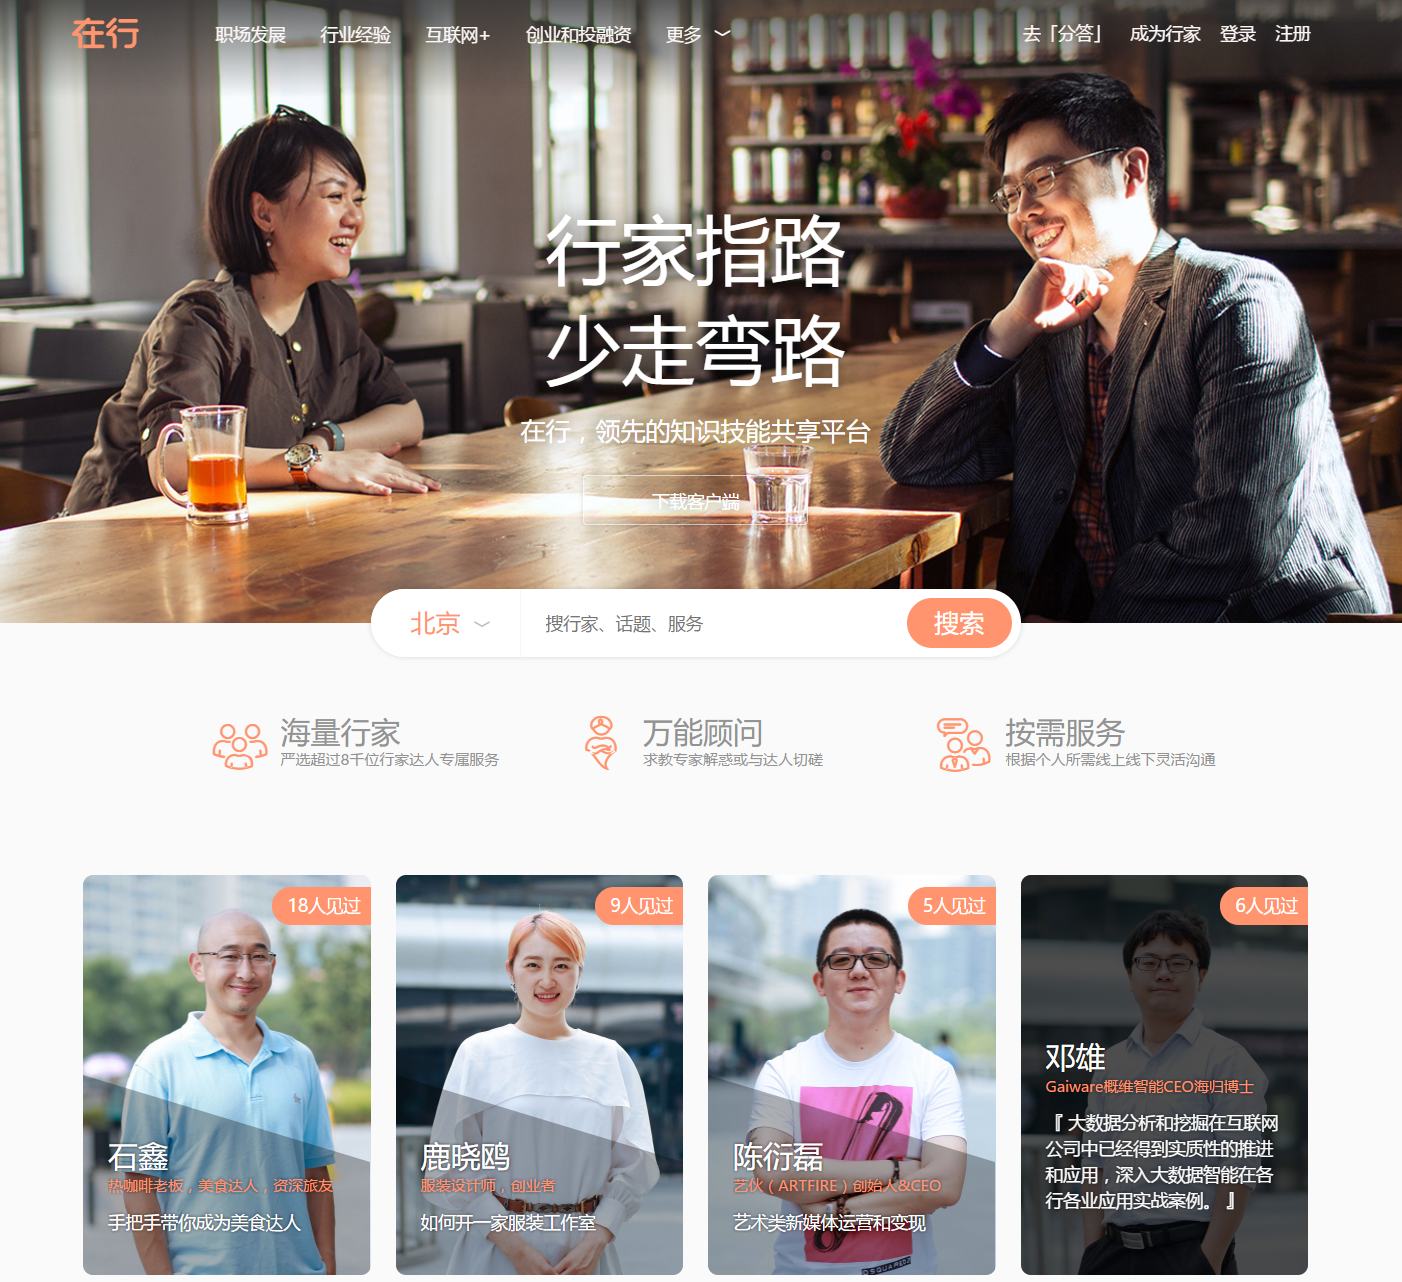 在行
职场发展 行业经验 互联网+ 创业和投融资 更多
去「分答」 成为行家 登录 注册
行家指路
少走弯路
在行，领先的知识技能共享平台
下载客户端
北京 搜行家、话题、服务 搜索
海量行家
严选超过8千位行家达人专属服务
万能顾问
求教专家解惑或与达人切磋
按需服务
根据个人所需线上线下灵活沟通
18人见过
石鑫
热咖啡老板，美食达人，资深旅友
手把手带你成为美食达人
9人见过
鹿晓鸥
服装设计师，创业者
如何开一家服装工作室
5人见过
陈衍磊
艺伙（ARTFIRE）创始人&CEO
艺术类新媒体运营和变现
DSQUARED2
6人见过
邓雄
Gaiware概维智能CEO海归博士
『 大数据分析和挖掘在互联网
公司中已经得到实质性的推进
和应用，深入大数据智能在各
行各业应用实战案例。 』